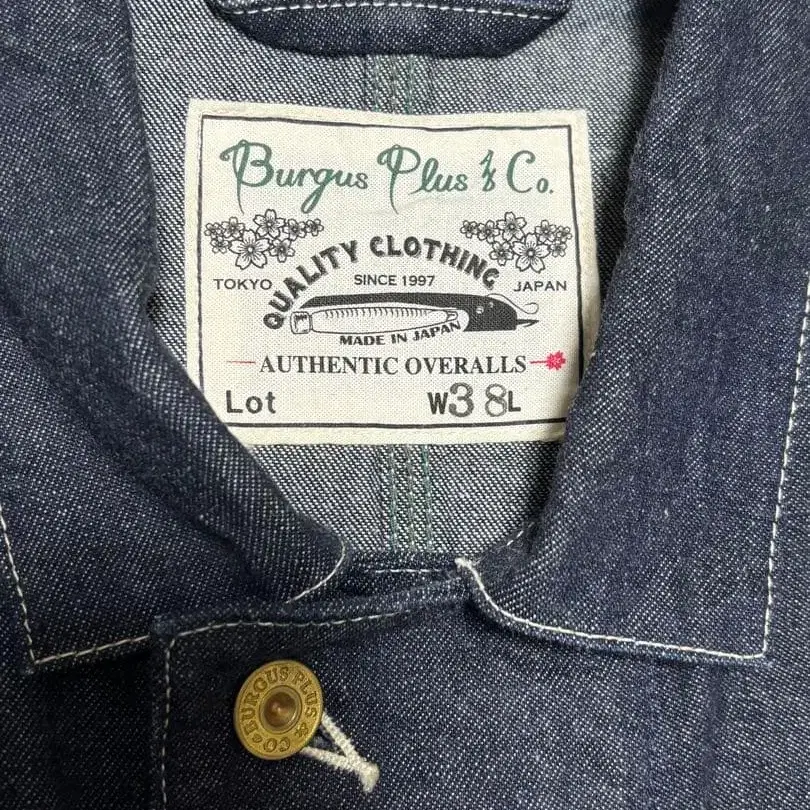 Burgus Plus & Co.
QUALITY CLOTHING
TOKYO
SINCE 1997
JAPAN
MADE IN JAPAN
AUTHENTIC OVERALLS
Lot W38L
BURGUS PLUS & CO